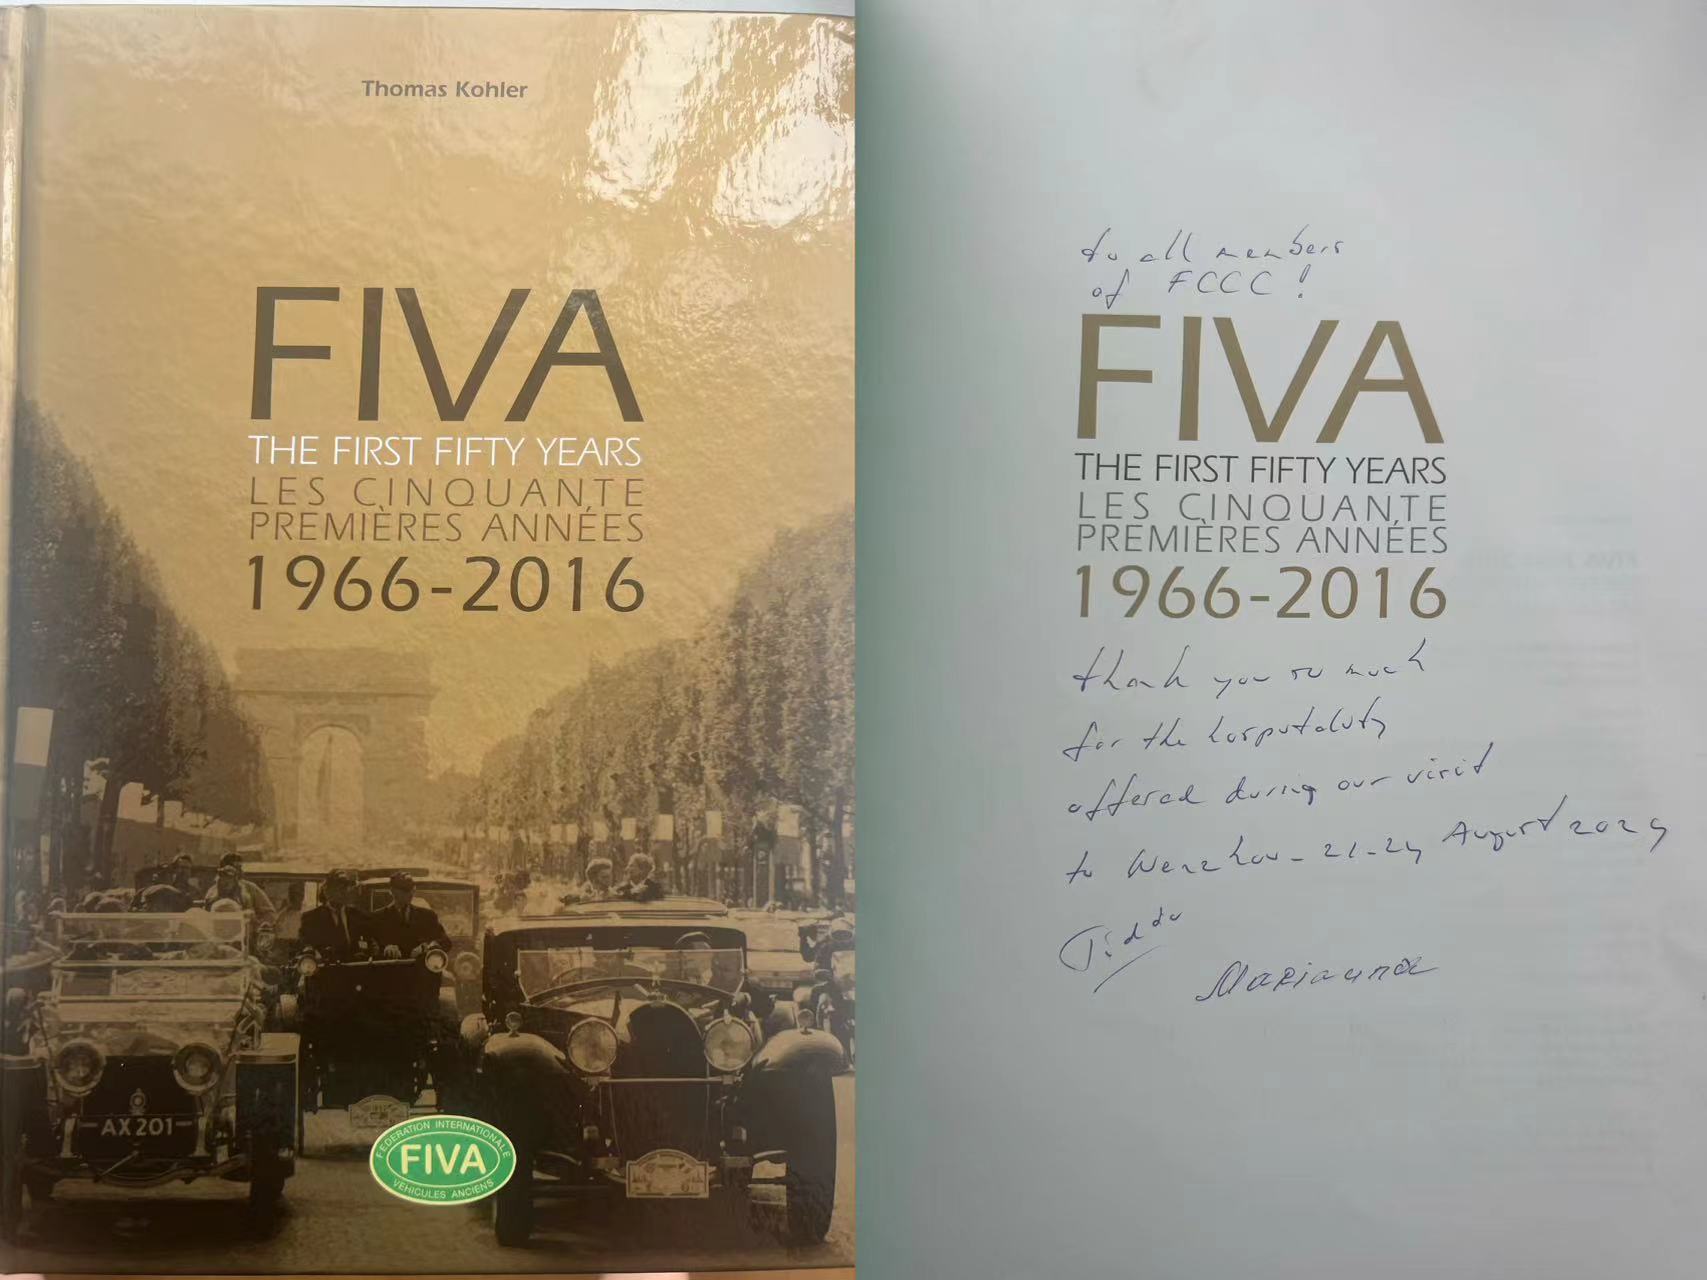 Thomas Kohler
FIVA
THE FIRST FIFTY YEARS
LES CINQUANTE
PREMIÈRES ANNÉES
1966-2016
AX 201
FEDERATION INTERNATIONALE
FIVA
VEHICULES ANCIENS
to all members
of FCCC!
FIVA
THE FIRST FIFTY YEARS
LES CINQUANTE
PREMIÈRES ANNÉES
1966-2016
thank you so much
for the hospitality
offered during our visit
to Wenzhou - 21-24 August 2024
Tiddo
Marianna